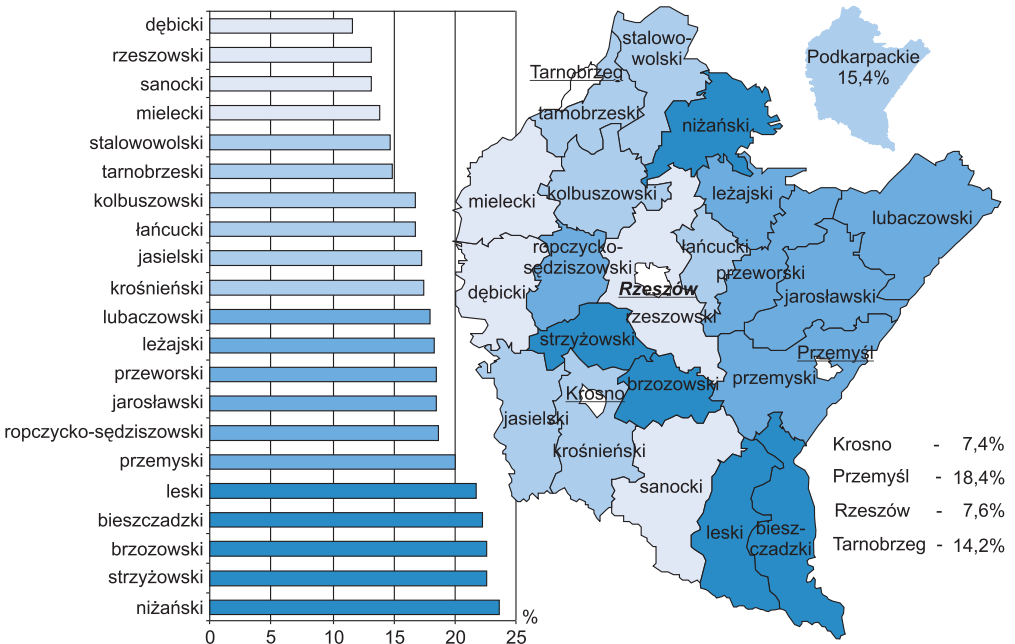 dębicki
rzeszowski
sanocki
mielecki
stalowowolski
tarnobrzeski
kolbuszowski
łańcucki
jasielski
krośnieński
lubaczowski
leżajski
przeworski
jarosławski
ropczycko-sędziszowski
przemyski
leski
bieszczadzki
brzozowski
strzyżowski
niżański
0 5 10 15 20 25
%
stalowo-
wolski
Tarnobrzeg
tarnobrzeski
niżański
mielecki
kolbuszowski
leżajski
lubaczowski
ropczycko-
sędziszowski
łańcucki
przeworski
dębicki
Rzeszów
jarosławski
rzeszowski
strzyżowski
Przemyśl
brzozowski
przemyski
Krosno
jasielski
krośnieński
sanocki
leski
biesz-
czadzki
Podkarpackie
15,4%
Krosno - 7,4%
Przemyśl - 18,4%
Rzeszów - 7,6%
Tarnobrzeg - 14,2%